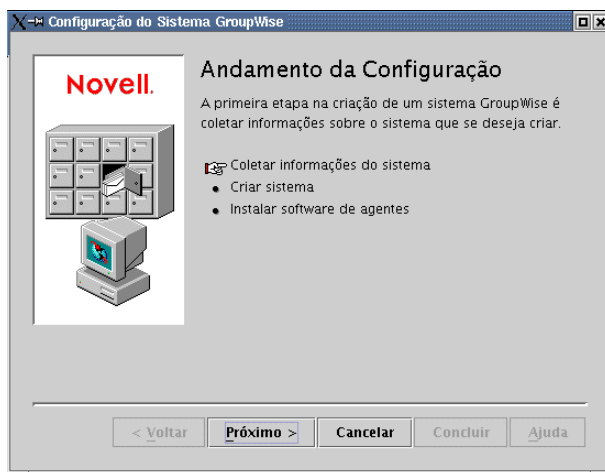 Configuração do Sistema GroupWise
Novell.
Andamento da Configuração
A primeira etapa na criação de um sistema GroupWise é
coletar informações sobre o sistema que se deseja criar.
Coletar informações do sistema
• Criar sistema
• Instalar software de agentes
< Voltar
Próximo >
Cancelar
Concluir
Ajuda